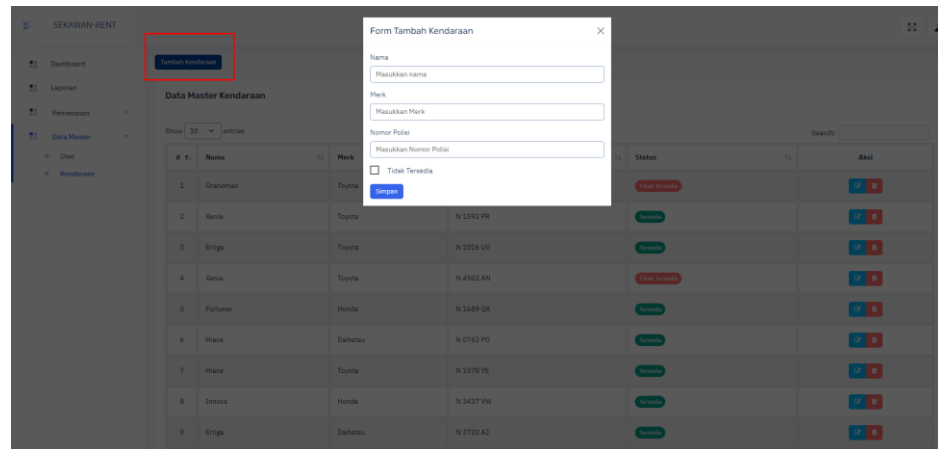 SEKAWAN-RENT
Form Tambah Kendaraan
Dashboard
Laporan
Pemesanan
Data Master
User
Kendaraan
Tambah Kendaraan
Nama
Masukkan nama
Merk
Masukkan Merk
Nomor Polisi
Masukkan Nomor Polisi
Tidak Tersedia
Simpan
Data Master Kendaraan
Show 10 entries
Search:
# Nama Merk Status Aksi
1 Grandmax Toyota Tidak Tersedia
2 Xenia Toyota N 1592 PR Tersedia
3 Ertiga Toyota N 1016 UV Tersedia
4 Xenia Toyota N 4502 AN Tidak Tersedia
5 Fortuner Honda N 1689 QA Tersedia
6 Hiace Daihatsu N 0762 PO Tersedia
7 Hiace Toyota N 1578 YE Tersedia
8 Innova Honda N 3437 VW Tersedia
9 Ertiga Daihatsu N 3720 AJ Tersedia